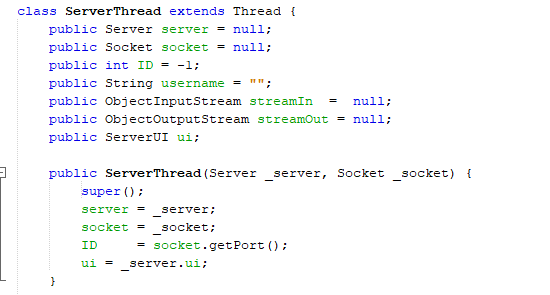 class ServerThread extends Thread {
    public Server server = null;
    public Socket socket = null;
    public int ID = -1;
    public String username = "";
    public ObjectInputStream streamIn  =  null;
    public ObjectOutputStream streamOut = null;
    public ServerUI ui;

    public ServerThread(Server _server, Socket _socket) {
        super();
        server = _server;
        socket = _socket;
        ID     = socket.getPort();
        ui = _server.ui;
    }